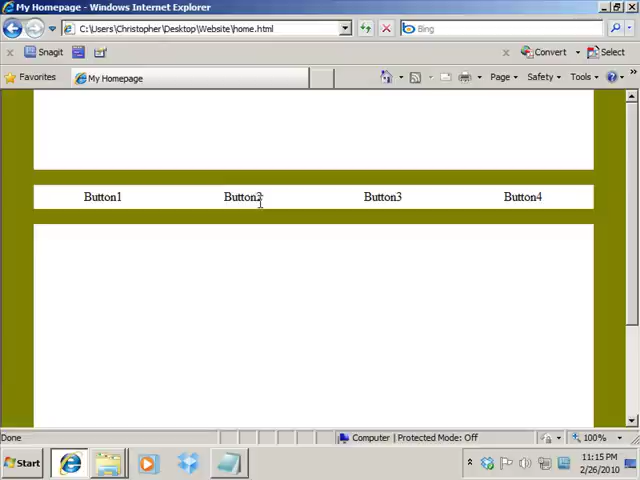 My Homepage - Windows Internet Explorer
C:\Users\Christopher\Desktop\Website\home.html
Bing
Snagit
Convert
Select
Favorites
My Homepage
Page
Safety
Tools
Button1
Button2
Button3
Button4
Done
Computer | Protected Mode: Off
100%
Start
11:15 PM
2/26/2010